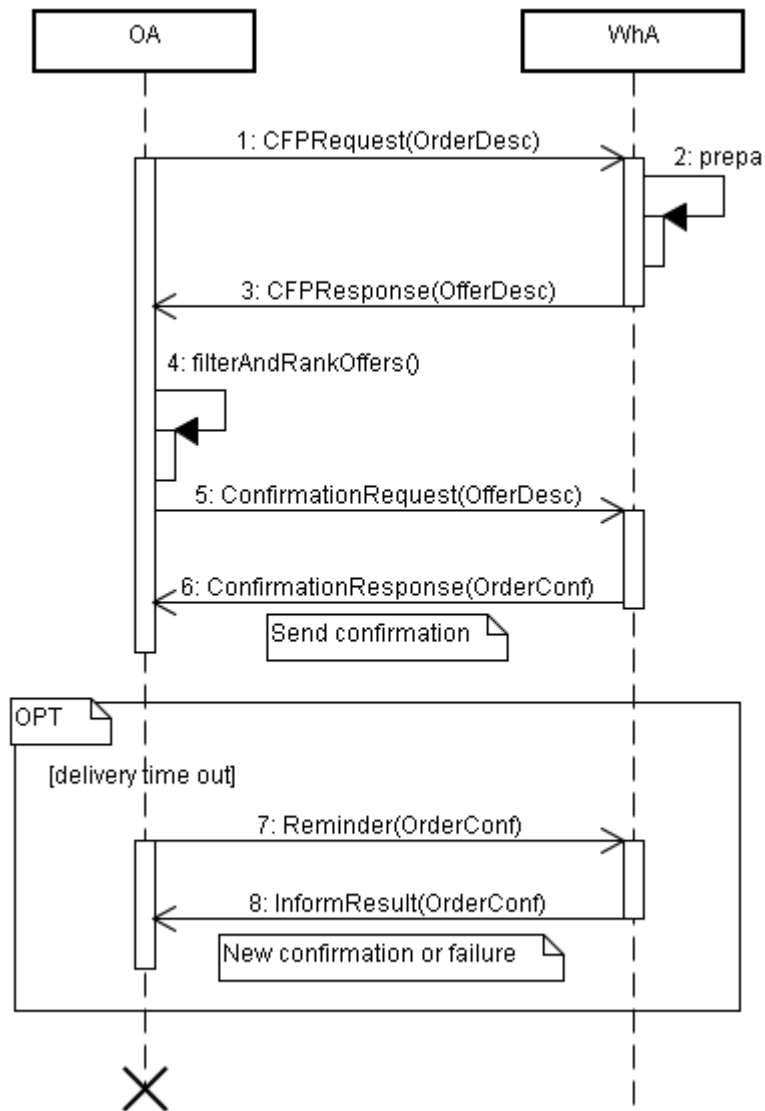 OA
WhA
1: CFPRequest(OrderDesc)
2: prepa
3: CFPResponse(OfferDesc)
4: filterAndRankOffers()
5: ConfirmationRequest(OfferDesc)
6: ConfirmationResponse(OrderConf)
Send confirmation
OPT
[delivery time out]
7: Reminder(OrderConf)
8: InformResult(OrderConf)
New confirmation or failure